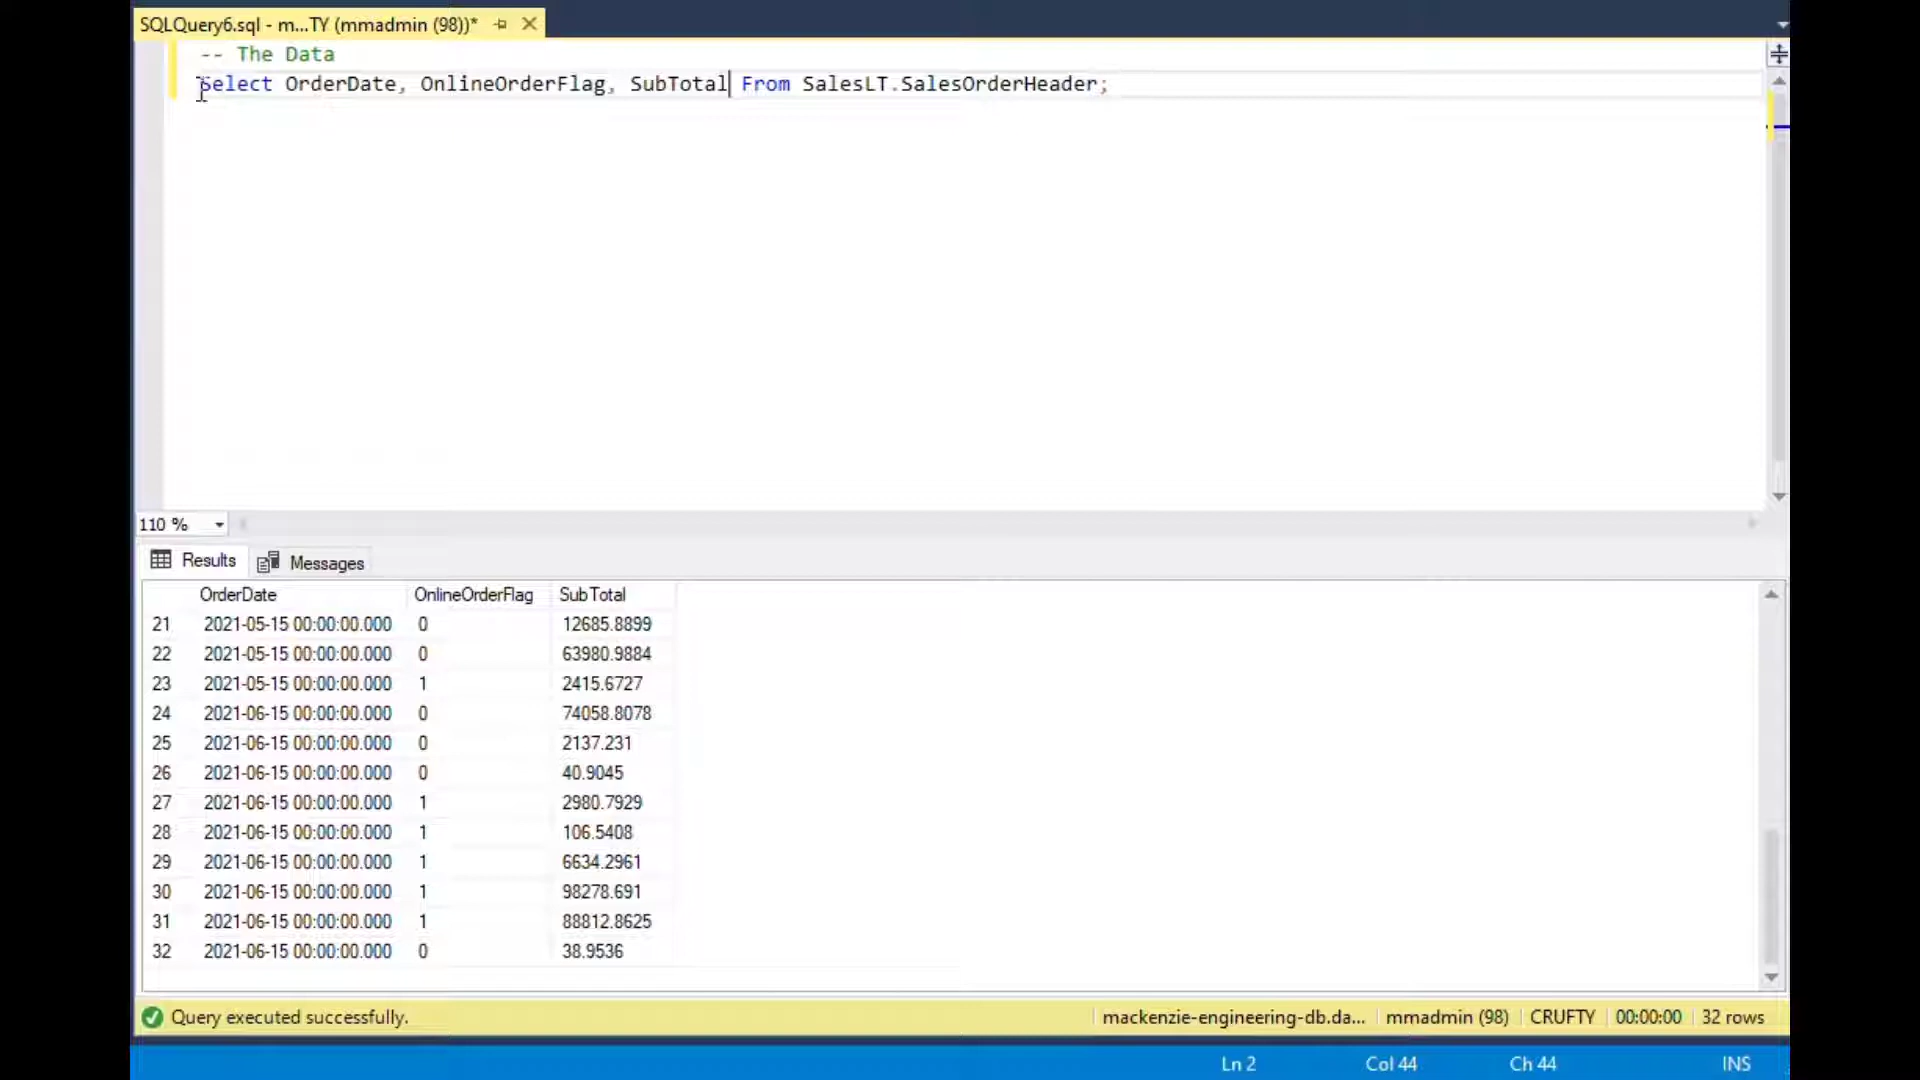 SQLQuery6.sql - m...TY (mmadmin (98))*
-- The Data
Select OrderDate, OnlineOrderFlag, SubTotal From SalesLT.SalesOrderHeader;
110 %
Results Messages
OrderDate OnlineOrderFlag SubTotal
21 2021-05-15 00:00:00.000 0 12685.8899
22 2021-05-15 00:00:00.000 0 63980.9884
23 2021-05-15 00:00:00.000 1 2415.6727
24 2021-06-15 00:00:00.000 0 74058.8078
25 2021-06-15 00:00:00.000 0 2137.231
26 2021-06-15 00:00:00.000 0 40.9045
27 2021-06-15 00:00:00.000 1 2980.7929
28 2021-06-15 00:00:00.000 1 106.5408
29 2021-06-15 00:00:00.000 1 6634.2961
30 2021-06-15 00:00:00.000 1 98278.691
31 2021-06-15 00:00:00.000 1 88812.8625
32 2021-06-15 00:00:00.000 0 38.9536
Query executed successfully. mackenzie-engineering-db.da... mmadmin (98) CRUFTY 00:00:00 32 rows
Ln 2 Col 44 Ch 44 INS